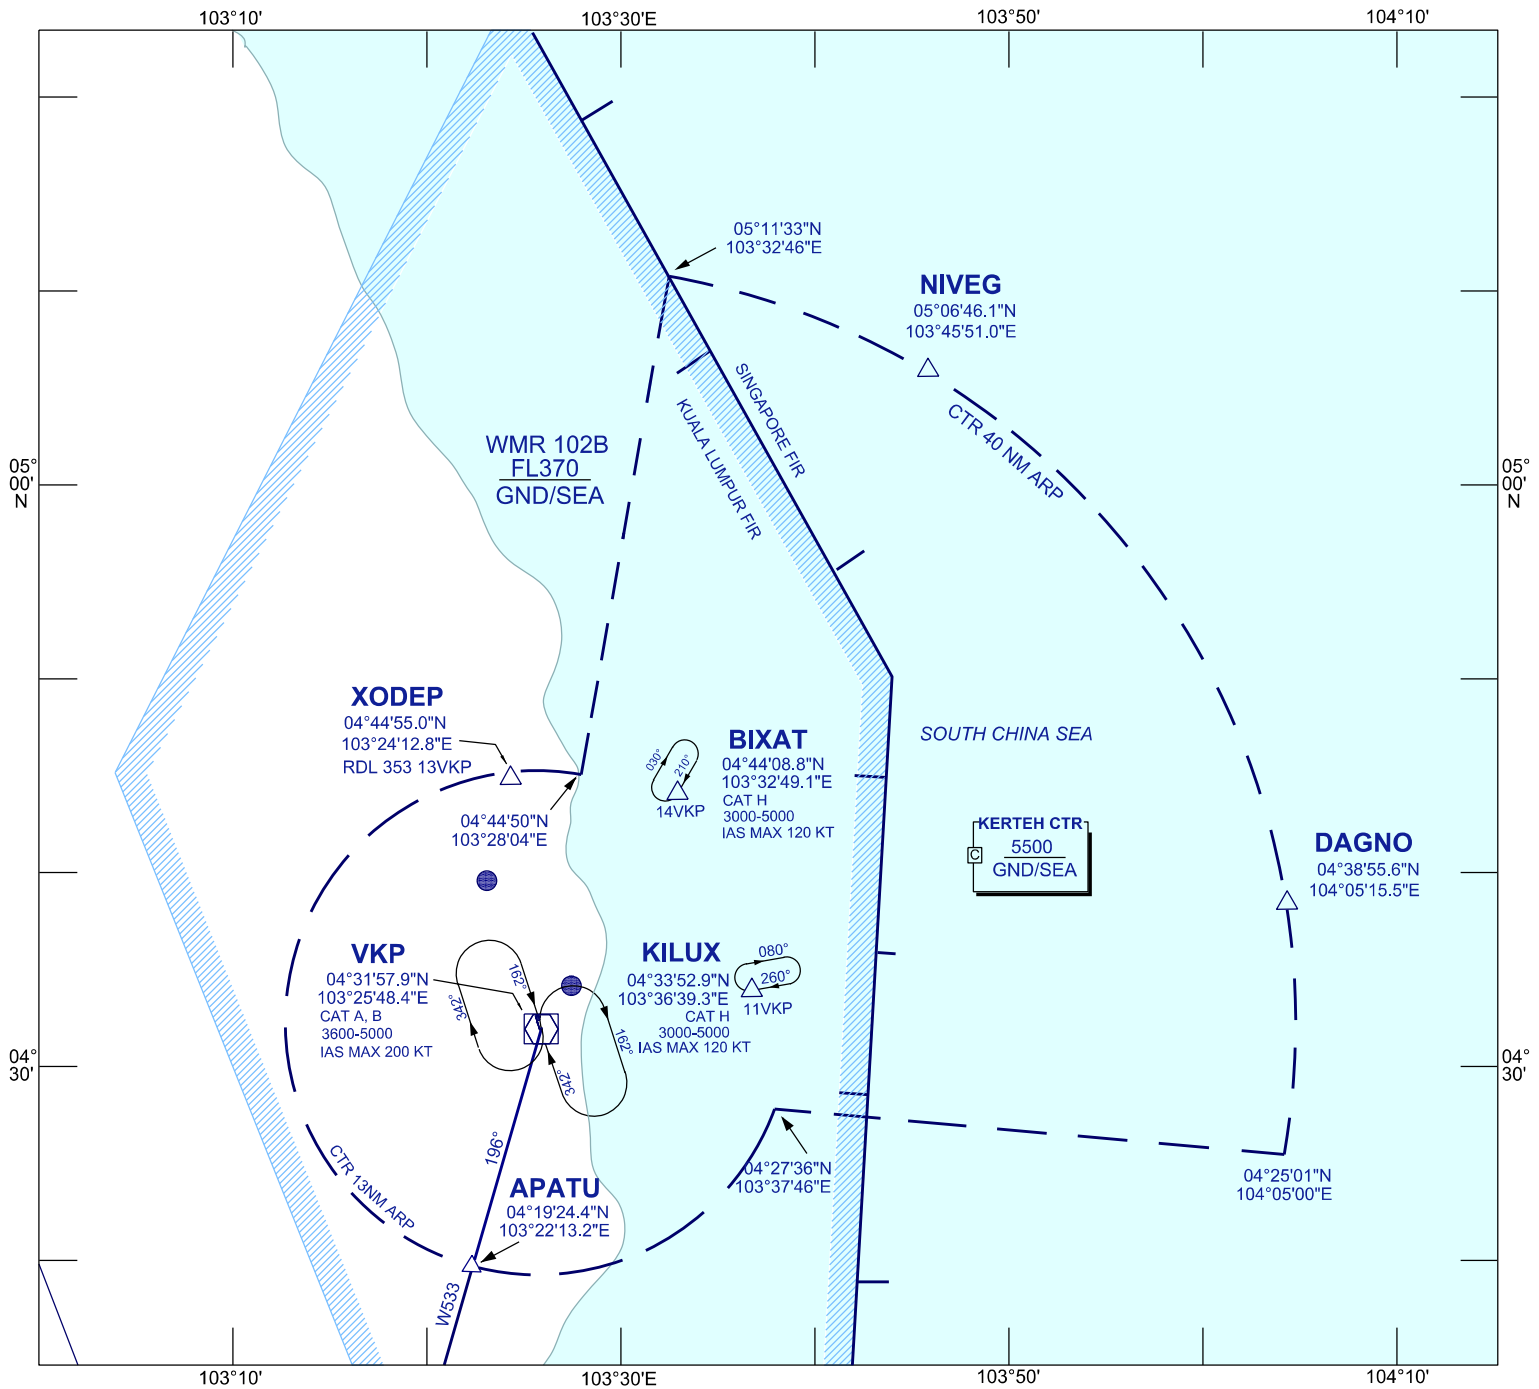 103°10'
103°30'E
103°50'
104°10'
05°11'33"N
103°32'46"E
NIVEG
05°06'46.1"N
103°45'51.0"E
SINGAPORE FIR
KUALA LUMPUR FIR
CTR 40 NM ARP
WMR 102B
FL370
GND/SEA
05°
00'
N
05°
00'
N
XODEP
04°44'55.0"N
103°24'12.8"E
RDL 353 13VKP
04°44'50"N
103°28'04"E
030°
210°
14VKP
BIXAT
04°44'08.8"N
103°32'49.1"E
CAT H
3000-5000
IAS MAX 120 KT
SOUTH CHINA SEA
KERTEH CTR
5500
GND/SEA
C
DAGNO
04°38'55.6"N
104°05'15.5"E
VKP
04°31'57.9"N
103°25'48.4"E
CAT A, B
3600-5000
IAS MAX 200 KT
162°
342°
162°
342°
KILUX
04°33'52.9"N
103°36'39.3"E
CAT H
3000-5000
IAS MAX 120 KT
080°
260°
11VKP
04°
30'
04°
30'
196°
CTR 13NM ARP
APATU
04°19'24.4"N
103°22'13.2"E
W533
04°27'36"N
103°37'46"E
04°25'01"N
104°05'00"E
103°10'
103°30'E
103°50'
104°10'